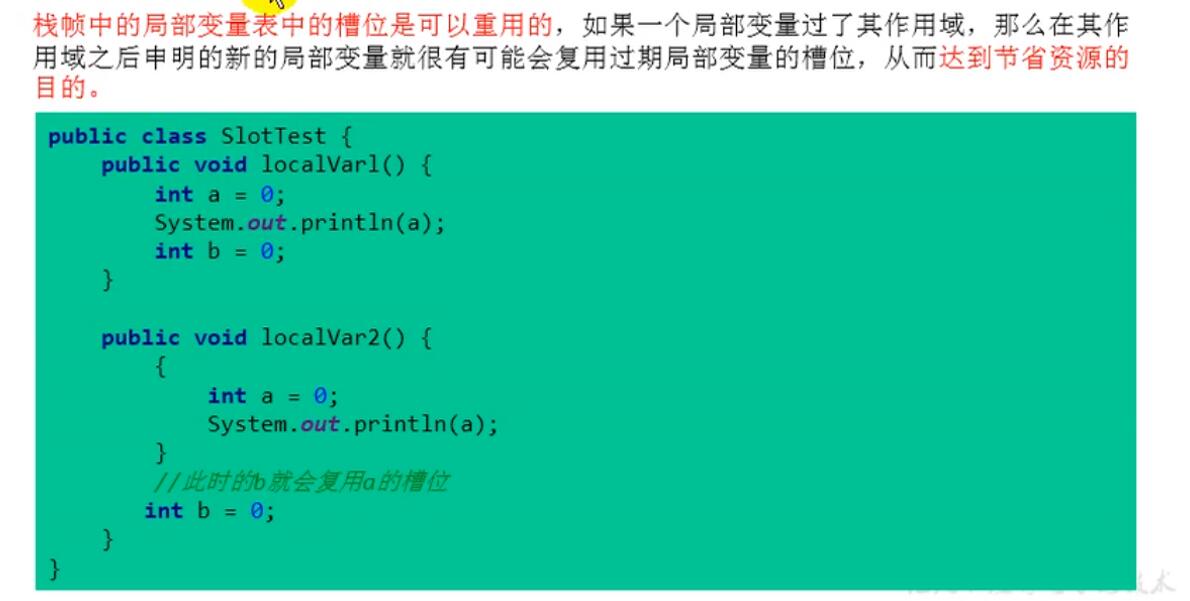 栈帧中的局部变量表中的槽位是可以重用的，如果一个局部变量过了其作用域，那么在其作
用域之后申明的新的局部变量就很有可能会复用过期局部变量的槽位，从而达到节省资源的
目的。
public class SlotTest {
public void localVarl() {
int a = 0;
System.out.println(a);
int b = 0;
}
public void localVar2() {
{
int a = 0;
System.out.println(a);
}
//此时的b就会复用a的槽位
int b = 0;
}
}
技术